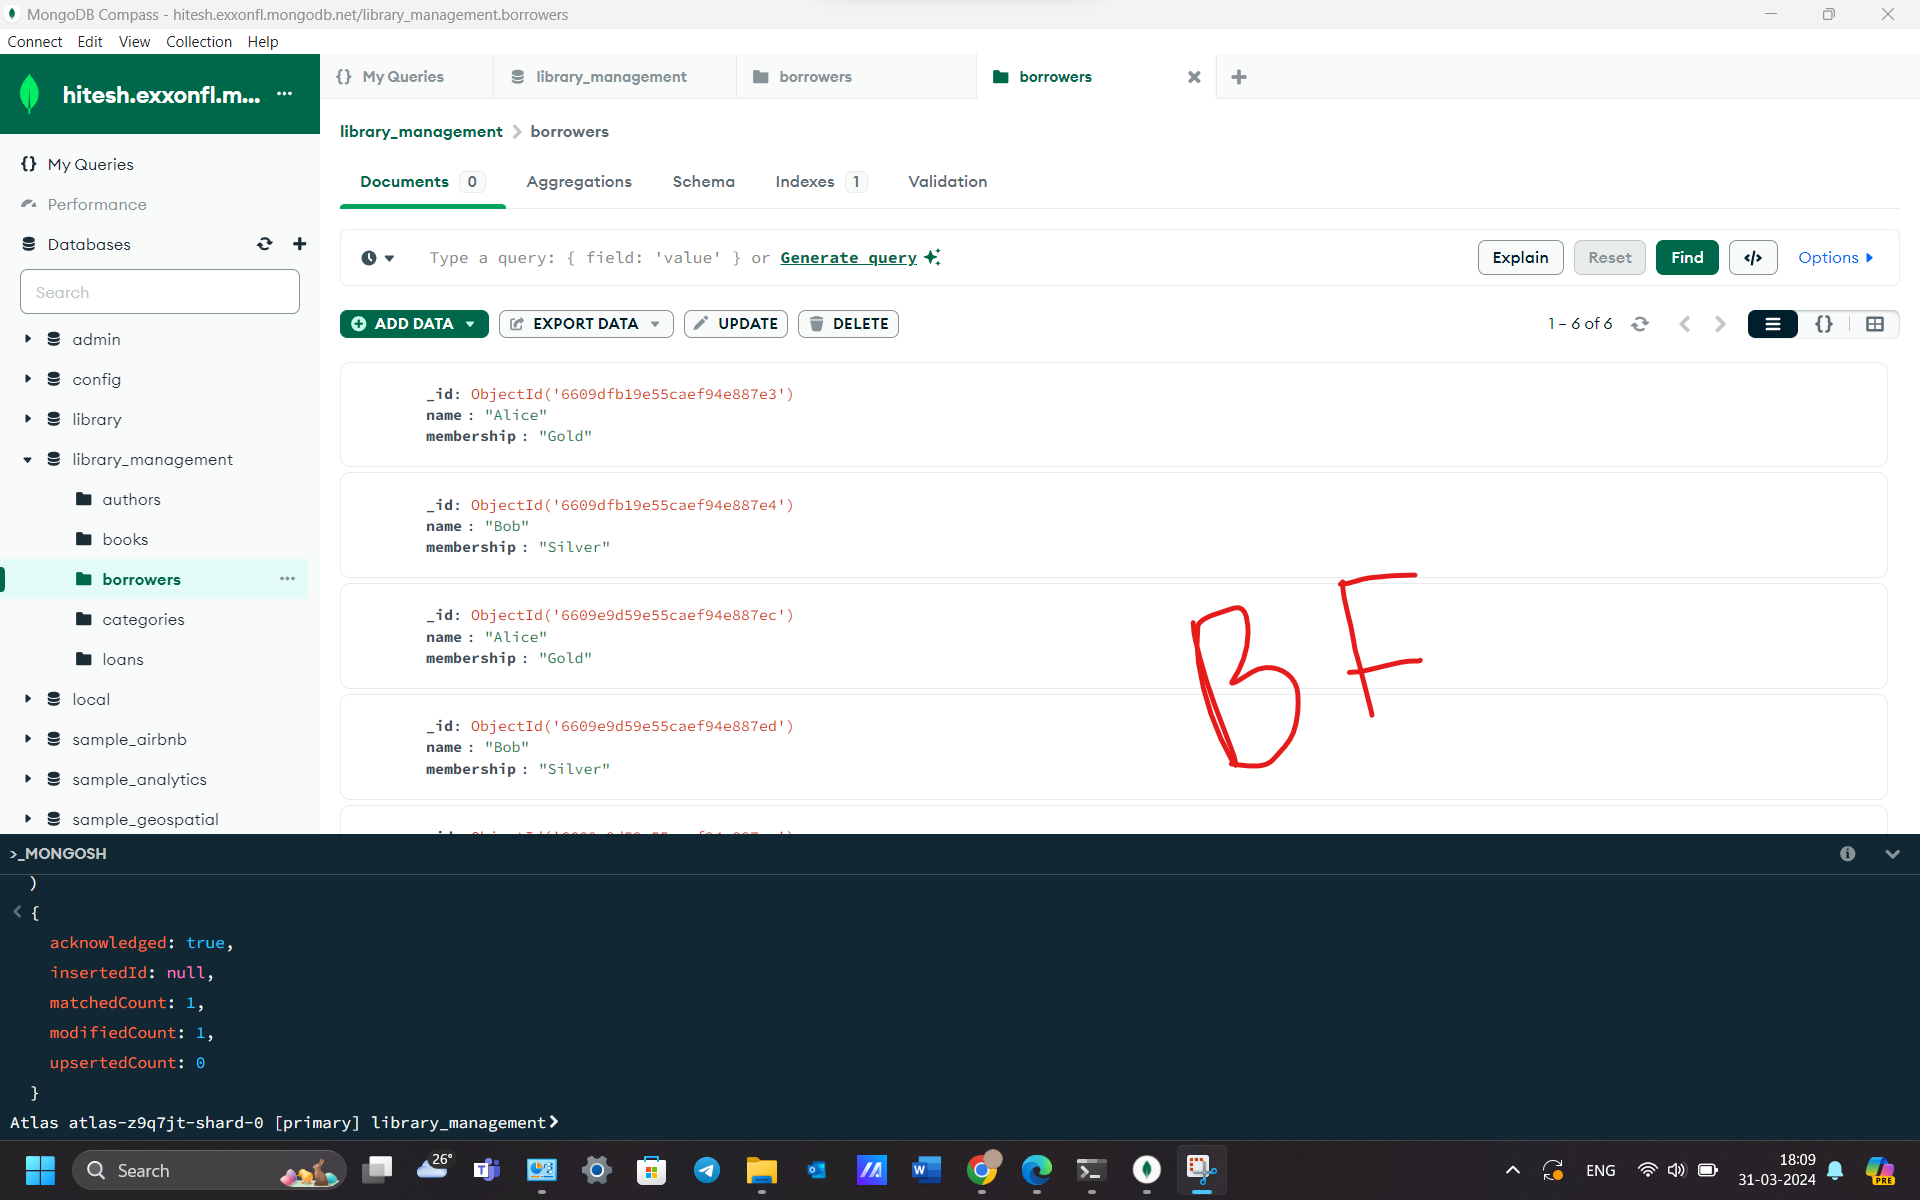 MongoDB Compass - hitesh.exxonfl.mongodb.net/library_management.borrowers
Connect Edit View Collection Help
hitesh.exxonfl.m...
My Queries
library_management
borrowers
borrowers
library_management > borrowers
My Queries
Performance
Databases
Search
admin
config
library
library_management
authors
books
borrowers
categories
loans
local
sample_airbnb
sample_analytics
sample_geospatial
Documents 0 Aggregations Schema Indexes 1 Validation
Type a query: { field: 'value' } or Generate query
Explain Reset Find </> Options
ADD DATA EXPORT DATA UPDATE DELETE
1 – 6 of 6
_id: ObjectId('6609dfb19e55caef94e887e3')
name : "Alice"
membership : "Gold"
_id: ObjectId('6609dfb19e55caef94e887e4')
name : "Bob"
membership : "Silver"
_id: ObjectId('6609e9d59e55caef94e887ec')
name : "Alice"
membership : "Gold"
_id: ObjectId('6609e9d59e55caef94e887ed')
name : "Bob"
membership : "Silver"
BF
>_MONGOSH
)
< {
acknowledged: true,
insertedId: null,
matchedCount: 1,
modifiedCount: 1,
upsertedCount: 0
}
Atlas atlas-z9q7jt-shard-0 [primary] library_management>
Search
26°
ENG
18:09
31-03-2024
PRE